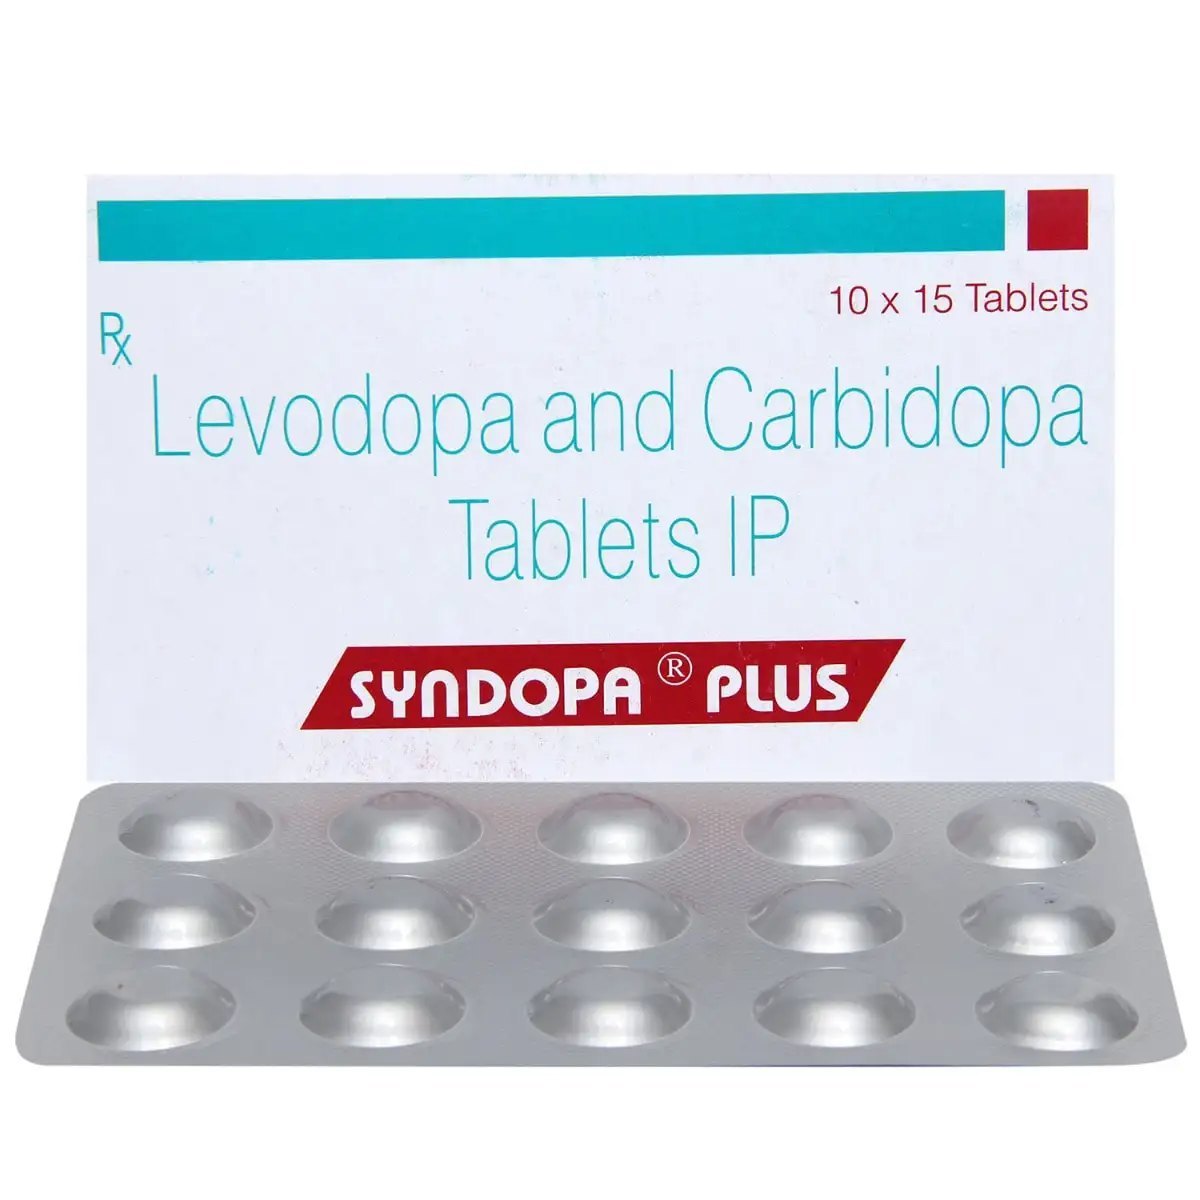 10 x 15 Tablets
Rx
Levodopa and Carbidopa
Tablets IP
SYNDOPA ® PLUS